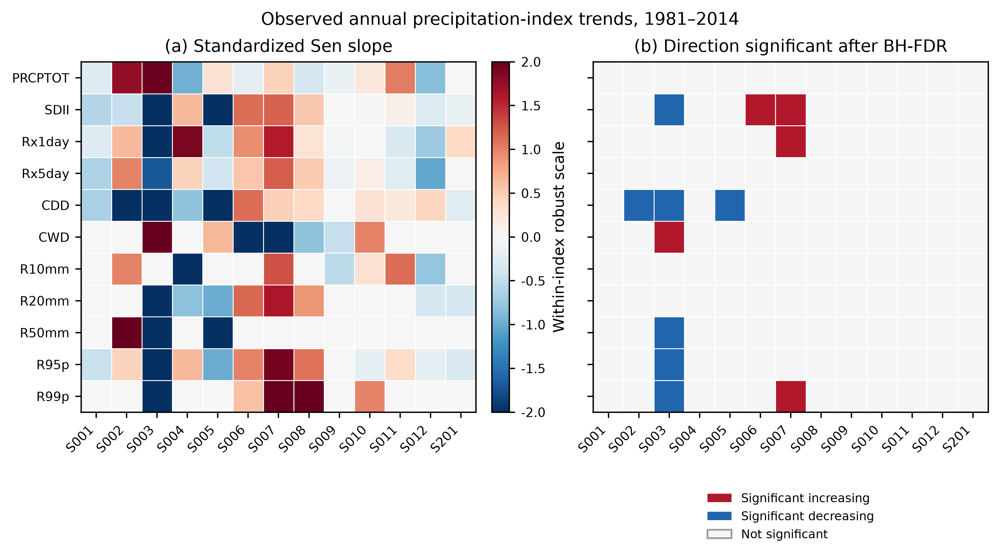 Observed annual precipitation-index trends, 1981–2014
(a) Standardized Sen slope
PRCPTOT
SDII
Rx1day
Rx5day
CDD
CWD
R10mm
R20mm
R50mm
R95p
R99p
S001
S002
S003
S004
S005
S006
S007
S008
S009
S010
S011
S012
S201
2.0
1.5
1.0
0.5
0.0
-0.5
-1.0
-1.5
-2.0
Within-index robust scale
(b) Direction significant after BH-FDR
S001
S002
S003
S004
S005
S006
S007
S008
S009
S010
S011
S012
S201
Significant increasing
Significant decreasing
Not significant